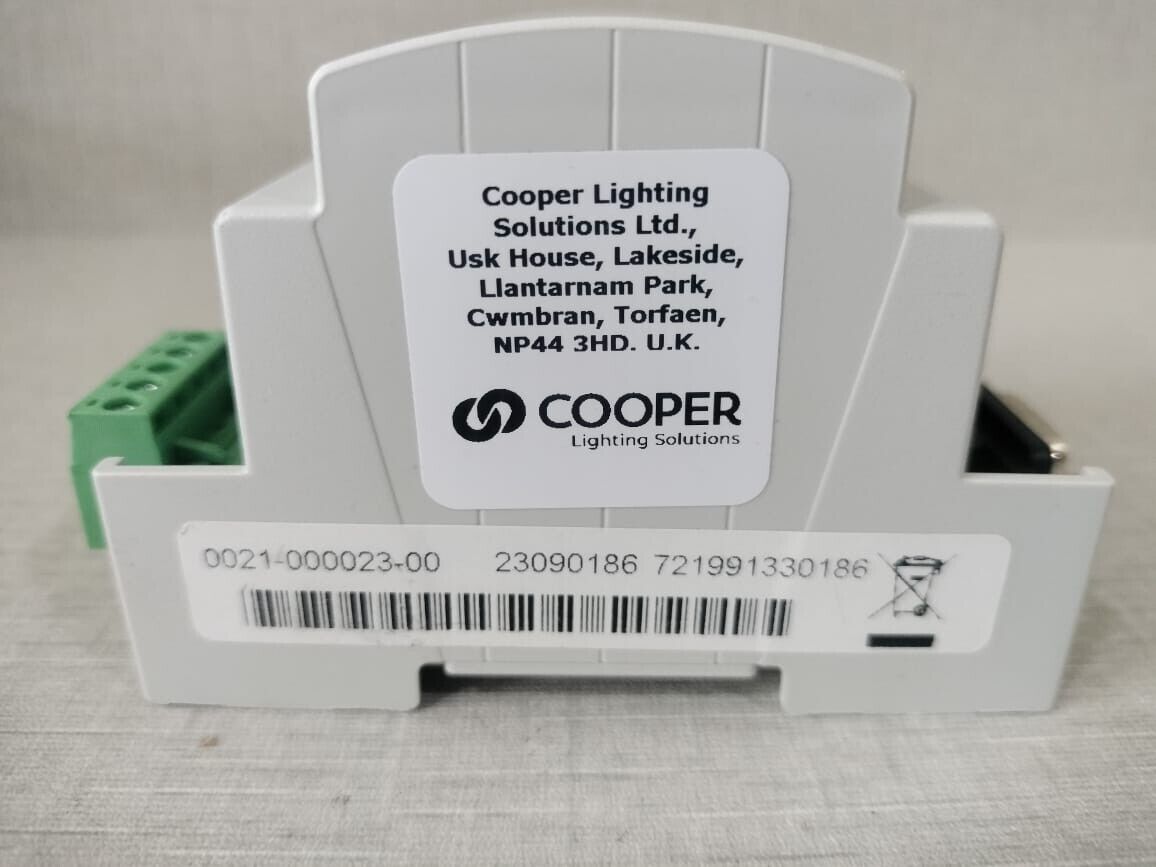 Cooper Lighting
Solutions Ltd.,
Usk House, Lakeside,
Llantarnam Park,
Cwmbran, Torfaen,
NP44 3HD. U.K.
COOPER
Lighting Solutions
0021-000023-00 23090186 721991330186